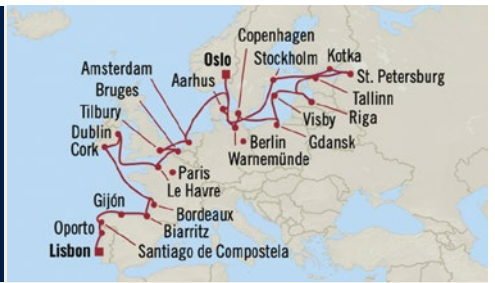 Copenhagen
Oslo
Stockholm
Kotka
Amsterdam
Aarhus
St. Petersburg
Bruges
Tallinn
Tilbury
Visby
Riga
Dublin
Berlin
Gdansk
Cork
Warnemünde
Paris
Le Havre
Gijón
Bordeaux
Oporto
Biarritz
Lisbon
Santiago de Compostela